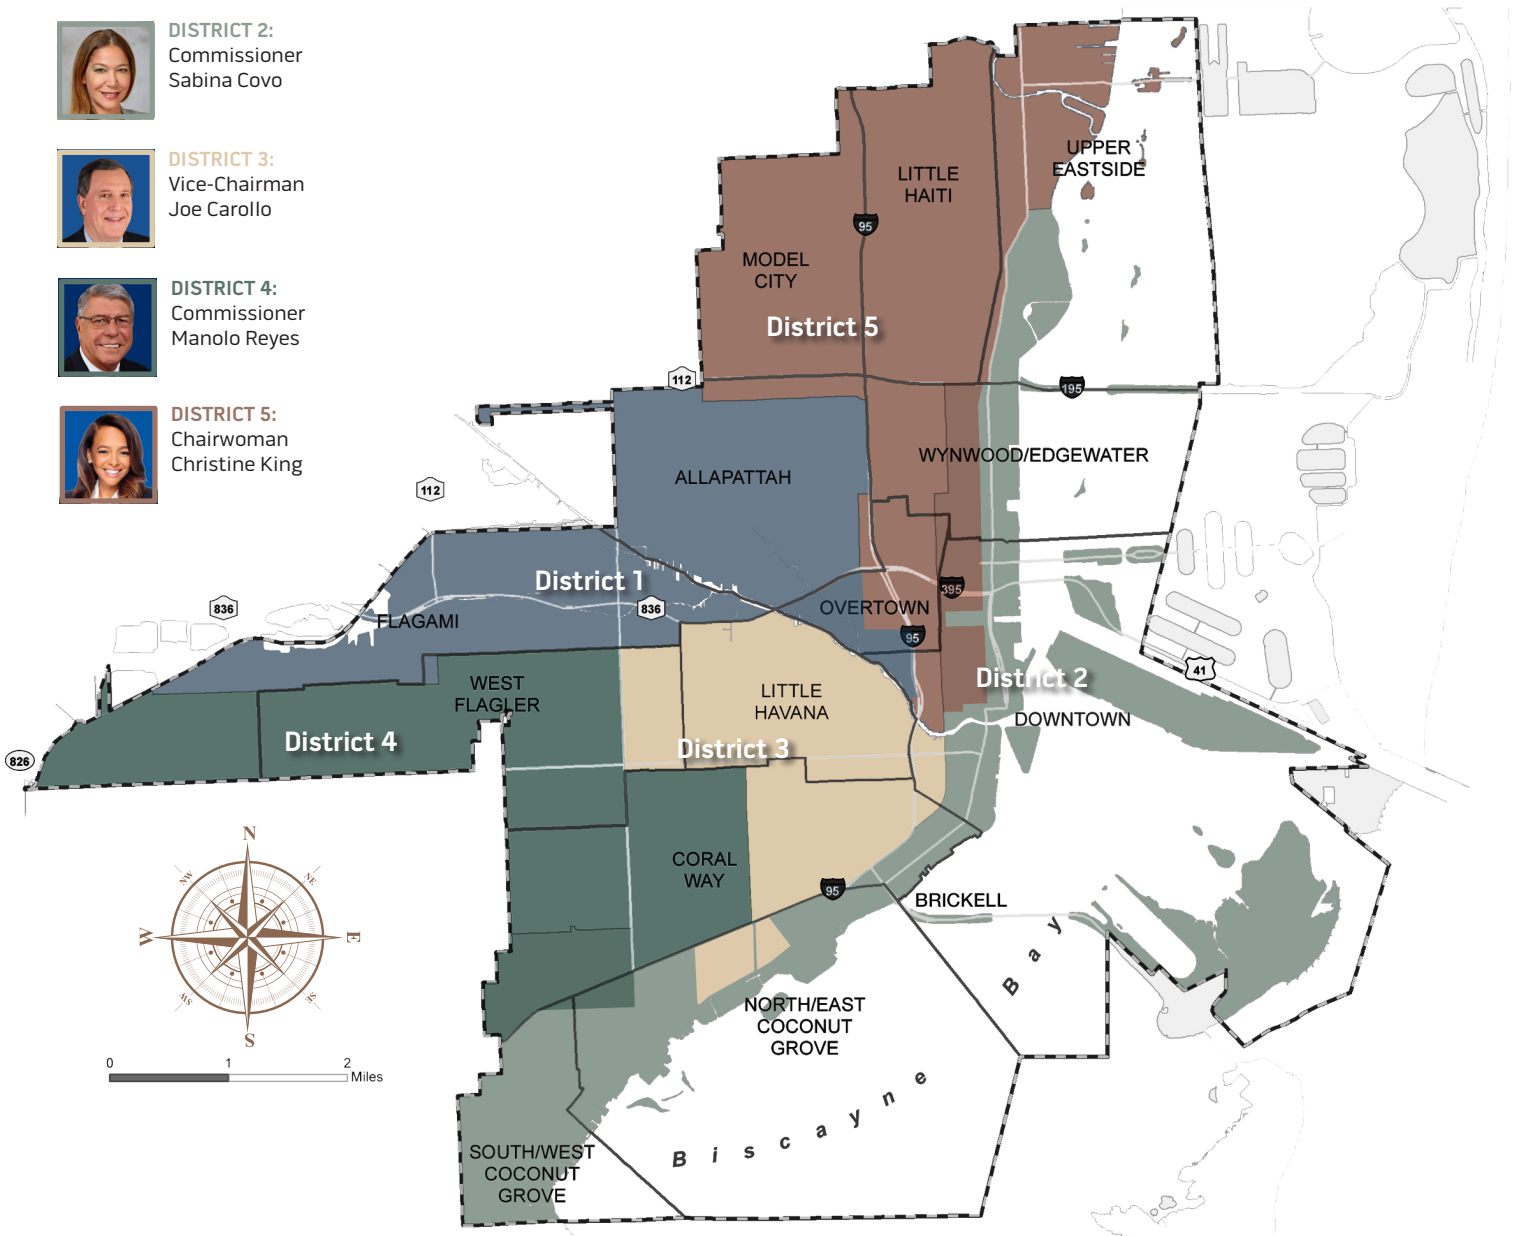 DISTRICT 2:
Commissioner
Sabina Covo
DISTRICT 3:
Vice-Chairman
Joe Carollo
DISTRICT 4:
Commissioner
Manolo Reyes
DISTRICT 5:
Chairwoman
Christine King
UPPER
EASTSIDE
LITTLE
HAITI
95
MODEL
CITY
District 5
112
195
WYNWOOD/EDGEWATER
ALLAPATTAH
112
District 1
395
836
836
OVERTOWN
FLAGAMI
95
41
District 2
WEST
FLAGLER
LITTLE
HAVANA
DOWNTOWN
District 4
District 3
826
CORAL
WAY
95
BRICKELL
Bay
N
NE
E
SE
S
SW
W
NW
NORTH/EAST
COCONUT
GROVE
0 1 2
Miles
Biscayne
SOUTH/WEST
COCONUT
GROVE